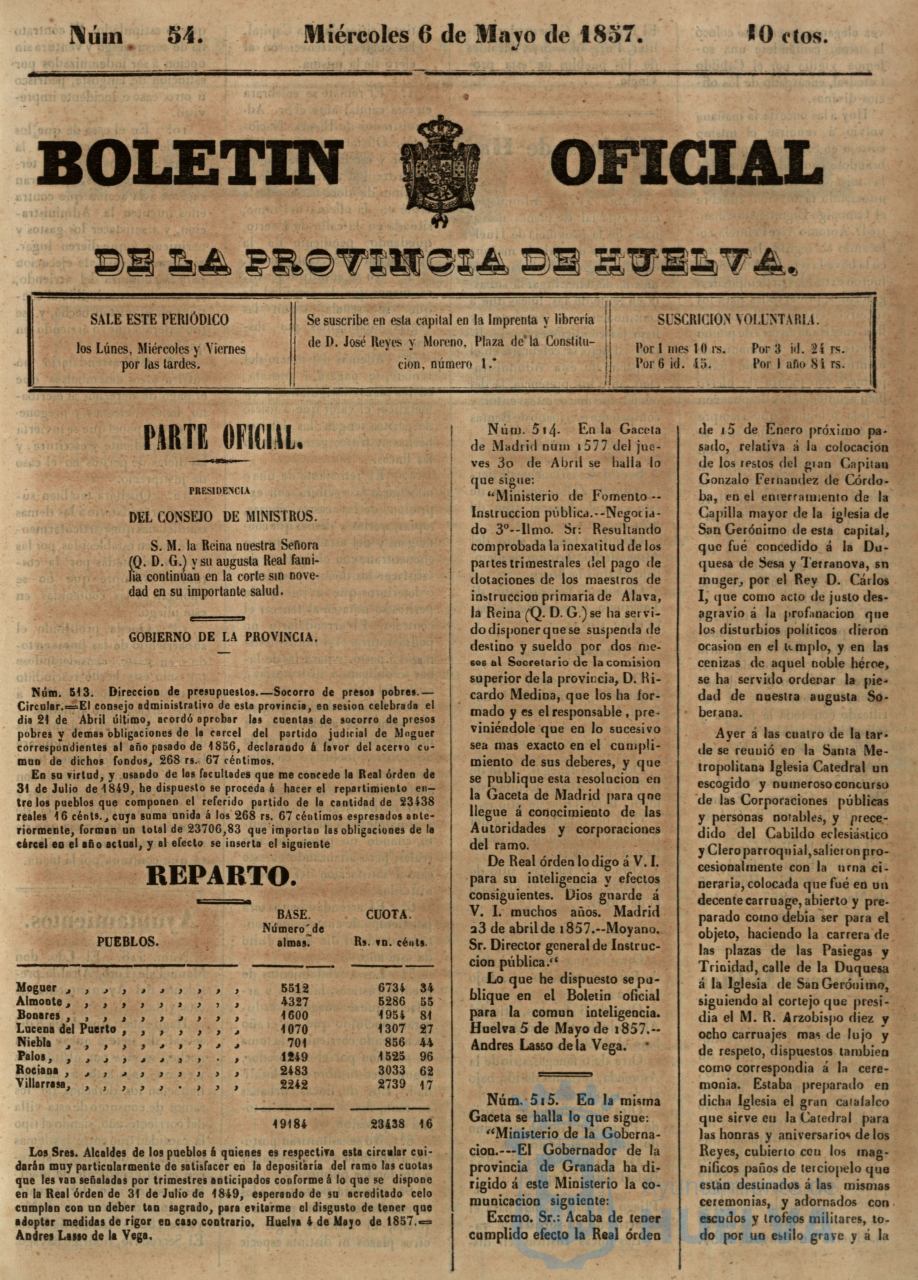 Núm 54. Miércoles 6 de Mayo de 1857. 10 ctos.
BOLETIN OFICIAL
DE LA PROVINCIA DE HUELVA.
SALE ESTE PERIÓDICO
los Lúnes, Miércoles y Viernes
por las tardes.
Se suscribe en esta capital en la Imprenta y libreria
de D. José Reyes y Moreno, Plaza de la Constitu-
cion, número 1.°
SUSCRICION VOLUNTARIA.
Por 1 mes 10 rs. Por 3 id. 24 rs.
Por 6 id. 45. Por 1 año 84 rs.
PARTE OFICIAL.
PRESIDENCIA
DEL CONSEJO DE MINISTROS.
S. M. la Reina nuestra Señora
(Q. D. G.) y su augusta Real fami-
lia continúan en la corte sin nove-
dad en su importante salud.
GOBIERNO DE LA PROVINCIA.
Núm. 513. Direccion de presupuestos.—Socorro de presos pobres.—
Circular.=El consejo administrativo de esta provincia, en sesion celebrada el
dia 21 de Abril último, acordó aprobar las cuentas de socorro de presos
pobres y demas obligaciones de la carcel del partido judicial de Moguer
correspondientes al año pasado de 1856, declarando á favor del acervo co-
mun de dichos fondos, 268 rs. 67 céntimos.
En su virtud, y usando de las facultades que me concede la Real órden de
31 de Julio de 1849, he dispuesto se proceda á hacer el repartimiento en-
tre los pueblos que componen el referido partido de la cantidad de 23438
reales 16 cénts., cuya suma unida á los 268 rs. 67 céntimos espresados ante-
riormente, forman un total de 23706,83 que importan las obligaciones de la
cárcel en el año actual, y al efecto se inserta el siguiente
REPARTO.
PUEBLOS. BASE. Número de almas. CUOTA. Rs. vn. cénts.
Moguer , , , , , , , , , , 5512 6734 34
Almonte , , , , , , , , , , 4327 5286 55
Bonares , , , , , , , , , , 1600 1954 81
Lucena del Puerto , , , , , , , 1070 1307 27
Niebla , , , , , , , , , , 701 856 44
Palos, , , , , , , , , , 1249 1525 96
Rociana , , , , , , , , , , 2483 3033 62
Villarrasa, , , , , , , , , , 2242 2739 17
19184 23438 16
Los Sres. Alcaldes de los pueblos á quienes es respectiva esta circular cui-
darán muy particularmente de satisfacer en la depositaria del ramo las cuotas
que les van señaladas por trimestres anticipados conforme á lo que se dispone
en la Real órden de 31 de Julio de 1849, esperando de su acreditado celo
cumplan con un deber tan sagrado, para evitarme el disgusto de tener que
adoptar medidas de rigor en caso contrario. Huelva 4 de Mayo de 1857.=
Andres Lasso de la Vega.
Núm. 514. En la Gaceta
de Madrid núm 1577 del jue-
ves 30 de Abril se halla lo
que sigue:
"Ministerio de Fomento--
Instruccion pública.--Negocia-
do 3º--Ilmo. Sr: Resultando
comprobada la inexatitud de los
partes trimestrales del pago de
dotaciones de los maestros de
instruccion primaria de Alava,
la Reina (Q. D. G.) se ha servi-
do disponer que se suspenda de
destino y sueldo por dos me-
ses al Secretario de la comision
superior de la provincia, D. Ri-
cardo Medina, que los ha for-
mado y es el responsable, pre-
viniéndole que en lo sucesivo
sea mas exacto en el cumpli-
miento de sus deberes, y que
se publique esta resolucion en
la Gaceta de Madrid para que
llegue á conocimiento de las
Autoridades y corporaciones
del ramo.
De Real órden lo digo á V. I.
para su inteligencia y efectos
consiguientes. Dios guarde á
V. I. muchos años. Madrid
23 de abril de 1857.--Moyano.
Sr. Director general de Instruc-
cion pública."
Lo que he dispuesto se pu-
blique en el Boletin oficial
para la comun inteligencia.
Huelva 5 de Mayo de 1857.--
Andres Lasso de la Vega.
Núm. 515. En la misma
Gaceta se halla lo que sigue:
"Ministerio de la Goberna-
cion.---El Gobernador de la
provincia de Granada ha di-
rigido á este Ministerio la co-
municacion siguiente:
Excmo. Sr.: Acaba de tener
cumplido efecto la Real órden
de 15 de Enero próximo pa-
sado, relativa á la colocacion
de los restos del gran Capitan
Gonzalo Fernandez de Córdo-
ba, en el enterramiento de la
Capilla mayor de la iglesia de
San Gerónimo de esta capital,
que fué concedido á la Du-
quesa de Sesa y Terranova, su
muger, por el Rey D. Cárlos
I, que como acto de justo des-
agravio á la profanacion que
los disturbios políticos dieron
ocasion en el templo, y en las
cenizas de aquel noble héroe,
se ha servido ordenar la pie-
dad de nuestra augusta So-
berana.
Ayer á las cuatro de la tar-
de se reunió en la Santa Me-
tropolitana Iglesia Catedral un
escogido y numeroso concurso
de las Corporaciones públicas
y personas notables, y prece-
dido del Cabildo eclesiástico
y Clero parroquial, salieron pro-
cesionalmente con la urna ci-
neraria, colocada que fué en un
decente carruage, abierto y pre-
parado como debia ser para el
objeto, haciendo la carrera de
las plazas de las Pasiegas y
Trinidad, calle de la Duquesa
á la Iglesia de San Gerónimo,
siguiendo al cortejo que presi-
dia el M. R. Arzobispo diez y
ocho carruajes mas de lujo y
de respeto, dispuestos tambien
como correspondia á la cere-
monia. Estaba preparado en
dicha Iglesia el gran catafalco
que sirve en la Catedral para
las honras y aniversarios de los
Reyes, cubierto con los mag-
níficos paños de terciopelo que
están destinados á las mismas
ceremonias, y adornados con
escudos y trofeos militares, to-
do por un estilo grave y á la